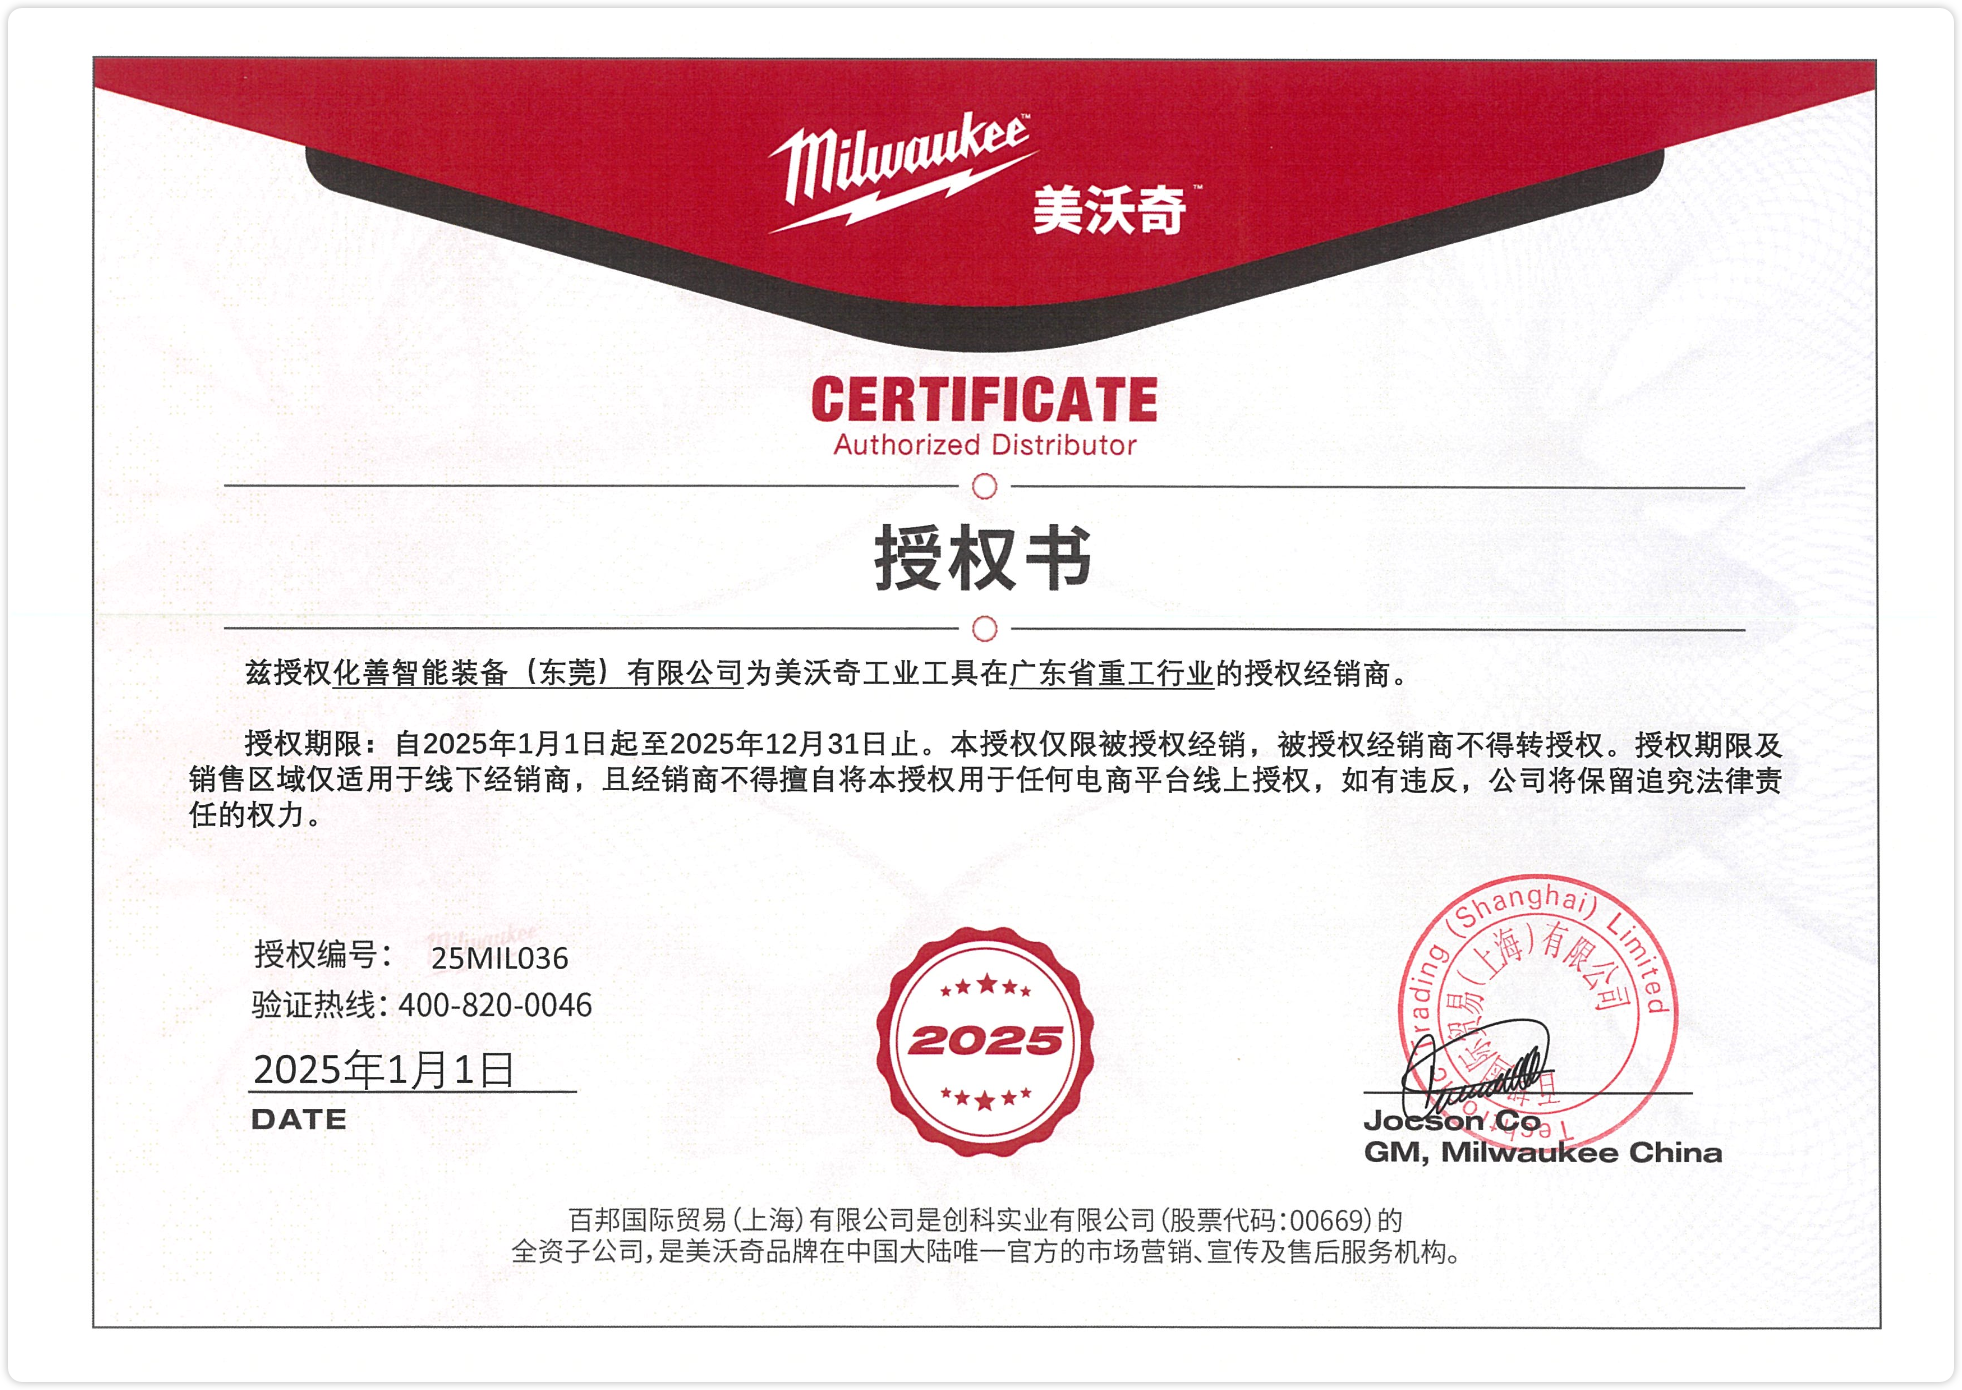 Milwaukee™
美沃奇™
CERTIFICATE
Authorized Distributor
授权书
兹授权化善智能装备（东莞）有限公司为美沃奇工业工具在广东省重工行业的授权经销商。
授权期限：自2025年1月1日起至2025年12月31日止。本授权仅限被授权经销，被授权经销商不得转授权。授权期限及
销售区域仅适用于线下经销商，且经销商不得擅自将本授权用于任何电商平台线上授权，如有违反，公司将保留追究法律责
任的权力。
授权编号： 25MIL036
验证热线：400-820-0046
2025年1月1日
DATE
2025
Trading (Shanghai) Limited
国际贸易(上海)有限公司
Jocson Co
GM, Milwaukee China
百邦国际贸易(上海)有限公司是创科实业有限公司(股票代码:00669)的
全资子公司,是美沃奇品牌在中国大陆唯一官方的市场营销、宣传及售后服务机构。